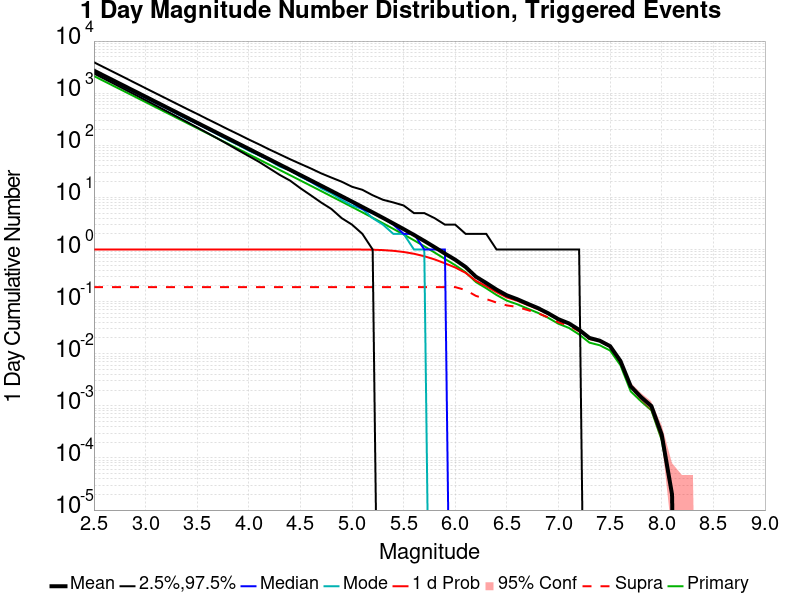 1 Day Magnitude Number Distribution, Triggered Events
1 Day Cumulative Number
10^4
10^3
10^2
10^1
10^0
10^-1
10^-2
10^-3
10^-4
10^-5
2.5 3.0 3.5 4.0 4.5 5.0 5.5 6.0 6.5 7.0 7.5 8.0 8.5 9.0
Magnitude
Mean 2.5%,97.5% Median Mode 1 d Prob 95% Conf Supra Primary